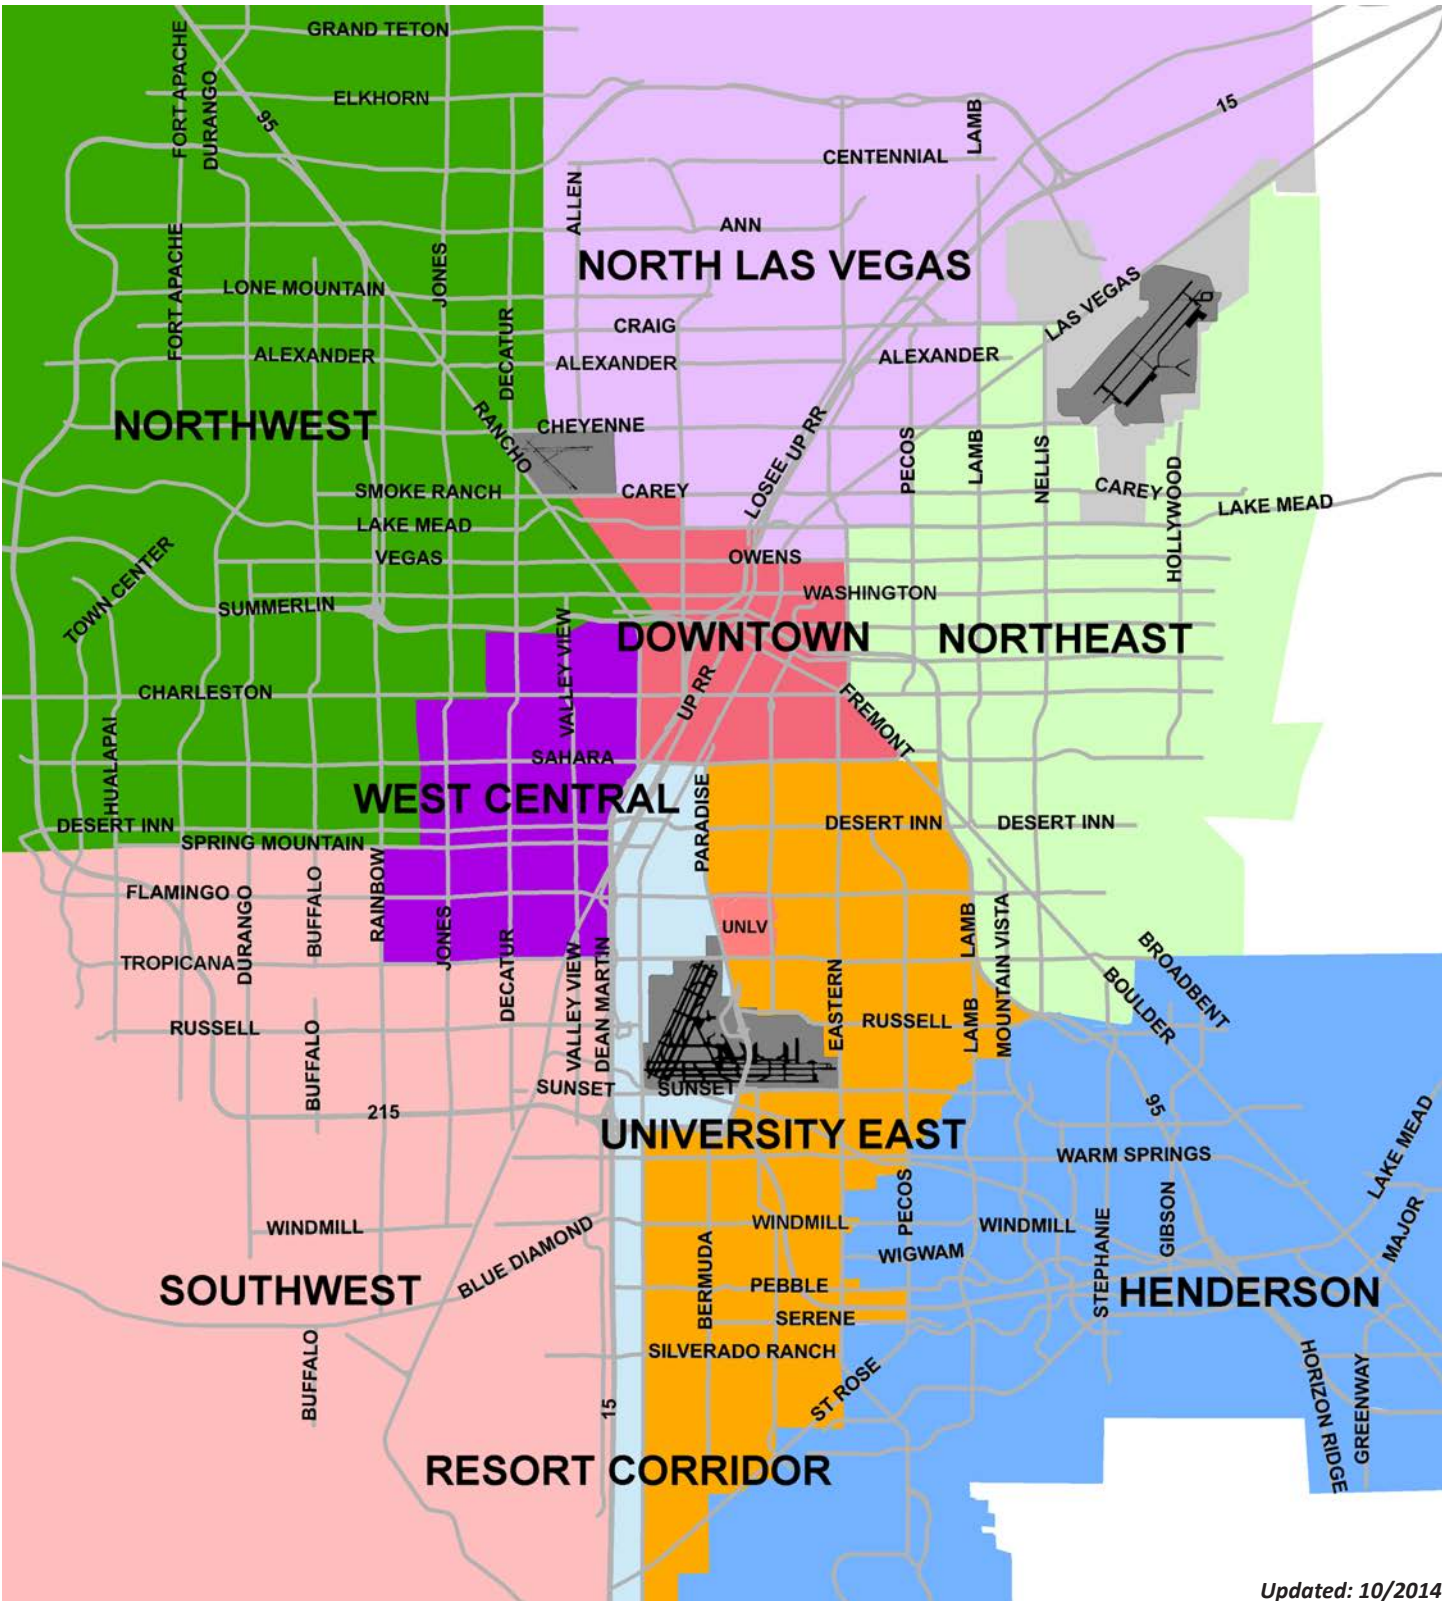 GRAND TETON
FORT APACHE
DURANGO
ELKHORN
95
LAMB
15
CENTENNIAL
ALLEN
ANN
FORT APACHE
JONES
NORTH LAS VEGAS
LONE MOUNTAIN
LAS VEGAS
CRAIG
DECATUR
ALEXANDER
ALEXANDER
ALEXANDER
NORTHWEST
RANCHO
CHEYENNE
UP RR
PECOS
LAMB
NELLIS
HOLLYWOOD
SMOKE RANCH
CAREY
LOSEE
CAREY
LAKE MEAD
LAKE MEAD
VEGAS
OWENS
TOWN CENTER
SUMMERLIN
WASHINGTON
VALLEY VIEW
DOWNTOWN
NORTHEAST
CHARLESTON
UP RR
FREMONT
HUALAPAI
SAHARA
WEST CENTRAL
PARADISE
DESERT INN
DESERT INN
DESERT INN
SPRING MOUNTAIN
FLAMINGO
DURANGO
BUFFALO
RAINBOW
JONES
DECATUR
VALLEY VIEW
DEAN MARTIN
UNLV
LAMB
MOUNTAIN VISTA
BROADBENT
TROPICANA
EASTERN
BOULDER
RUSSELL
RUSSELL
LAMB
BUFFALO
SUNSET
SUNSET
215
95
UNIVERSITY EAST
LAKE MEAD
WARM SPRINGS
PECOS
GIBSON
MAJOR
WINDMILL
WINDMILL
WINDMILL
STEPHANIE
BLUE DIAMOND
BERMUDA
WIGWAM
SOUTHWEST
PEBBLE
HENDERSON
SERENE
BUFFALO
SILVERADO RANCH
ST ROSE
HORIZON RIDGE
GREENWAY
15
RESORT CORRIDOR
Updated: 10/2014